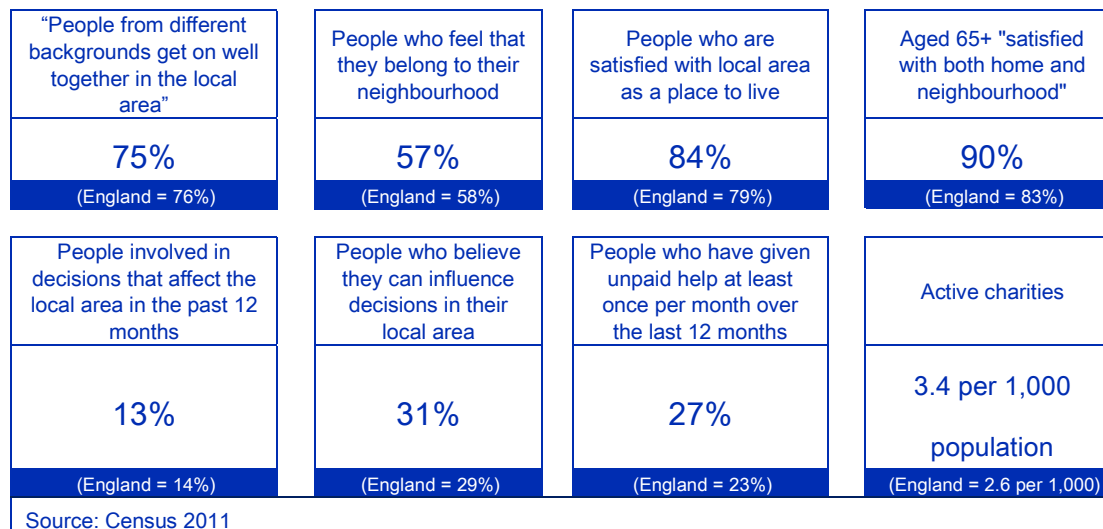 “People from different
backgrounds get on well
together in the local
area”
75%
(England = 76%)
People who feel that
they belong to their
neighbourhood
57%
(England = 58%)
People who are
satisfied with local area
as a place to live
84%
(England = 79%)
Aged 65+ "satisfied
with both home and
neighbourhood"
90%
(England = 83%)
People involved in
decisions that affect the
local area in the past 12
months
13%
(England = 14%)
People who believe
they can influence
decisions in their
local area
31%
(England = 29%)
People who have given
unpaid help at least
once per month over
the last 12 months
27%
(England = 23%)
Active charities
3.4 per 1,000
population
(England = 2.6 per 1,000)
Source: Census 2011